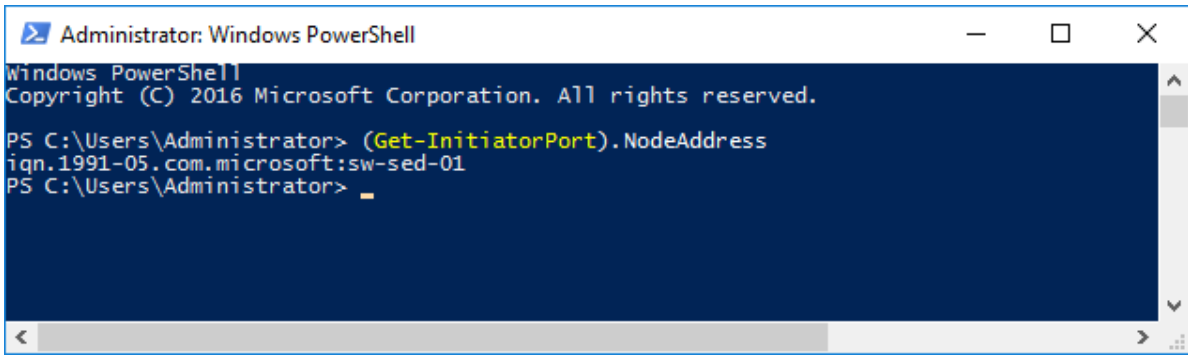 Administrator: Windows PowerShell
Windows PowerShell
Copyright (C) 2016 Microsoft Corporation. All rights reserved.
PS C:\Users\Administrator> (Get-InitiatorPort).NodeAddress
iqn.1991-05.com.microsoft:sw-sed-01
PS C:\Users\Administrator> _